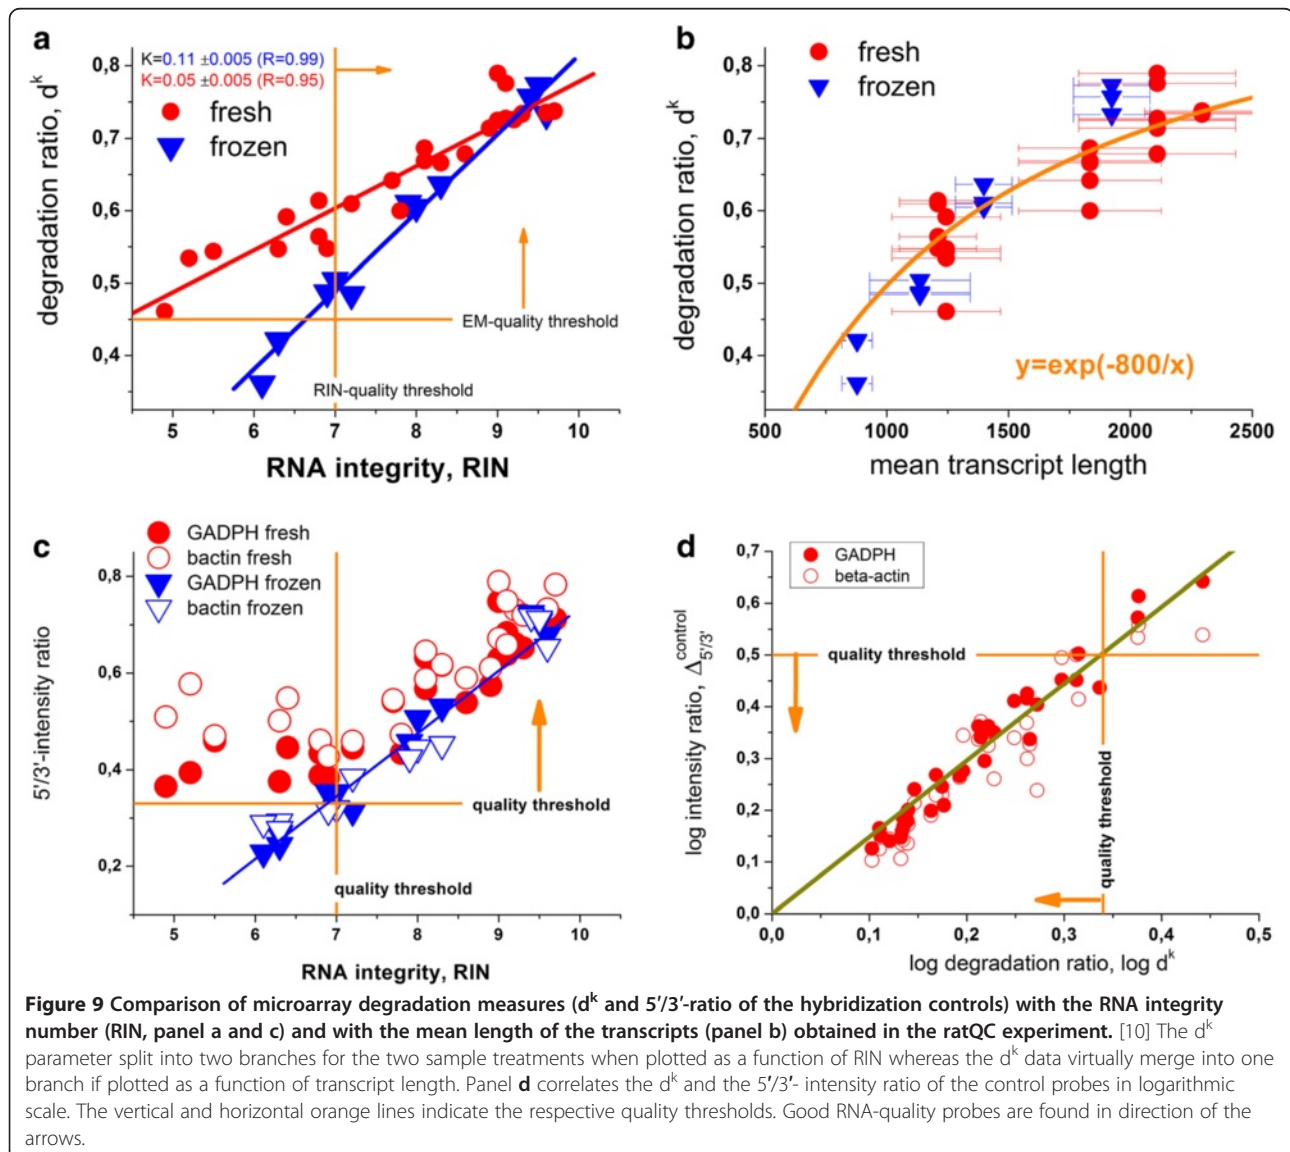 a
K=0.11 ±0.005 (R=0.99)
K=0.05 ±0.005 (R=0.95)
fresh
frozen
degradation ratio, dᵏ
0,8
0,7
0,6
0,5
0,4
EM-quality threshold
RIN-quality threshold
5 6 7 8 9 10
RNA integrity, RIN
b
fresh
frozen
degradation ratio, dᵏ
0,8
0,7
0,6
0,5
0,4
y=exp(-800/x)
500 1000 1500 2000 2500
mean transcript length
c
GADPH fresh
bactin fresh
GADPH frozen
bactin frozen
5'/3'-intensity ratio
0,8
0,6
0,4
0,2
quality threshold
quality threshold
5 6 7 8 9 10
RNA integrity, RIN
d
GADPH
beta-actin
log intensity ratio, Δ control 5'/3'
0,7
0,6
0,5
0,4
0,3
0,2
0,1
0,0
quality threshold
quality threshold
0,0 0,1 0,2 0,3 0,4 0,5
log degradation ratio, log dᵏ
Figure 9 Comparison of microarray degradation measures (dᵏ and 5′/3′-ratio of the hybridization controls) with the RNA integrity
number (RIN, panel a and c) and with the mean length of the transcripts (panel b) obtained in the ratQC experiment. [10] The dᵏ
parameter split into two branches for the two sample treatments when plotted as a function of RIN whereas the dᵏ data virtually merge into one
branch if plotted as a function of transcript length. Panel d correlates the dᵏ and the 5′/3′- intensity ratio of the control probes in logarithmic
scale. The vertical and horizontal orange lines indicate the respective quality thresholds. Good RNA-quality probes are found in direction of the
arrows.